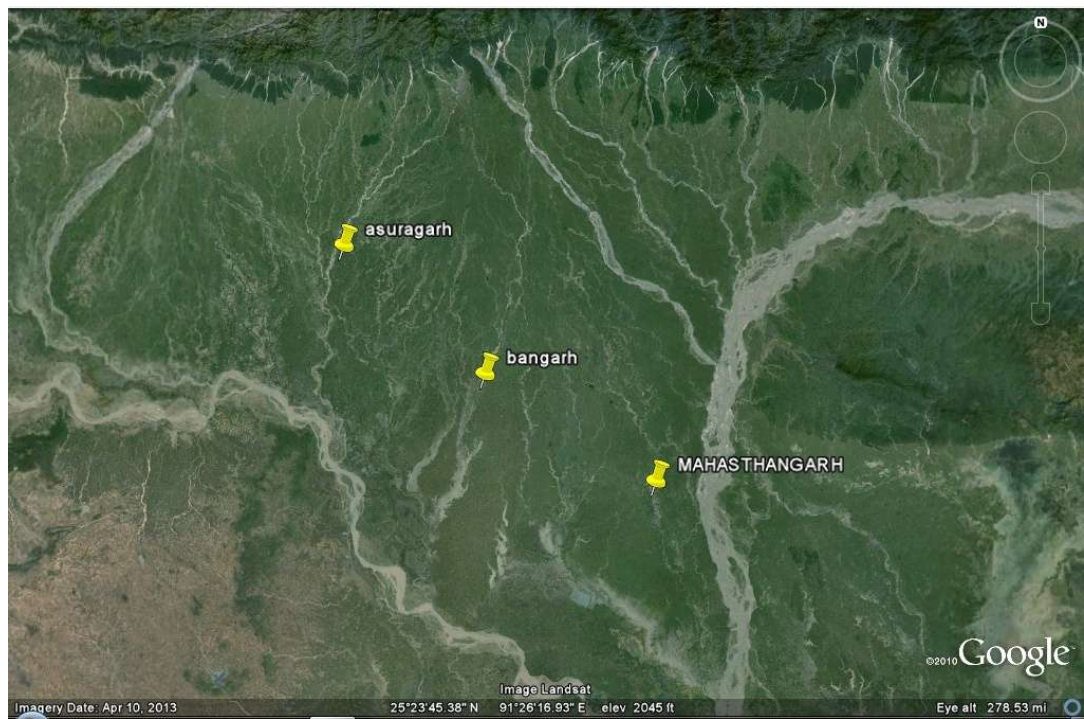 N
asuragarh
bangarh
MAHASTHANGARH
©2010 Google
Image Landsat
Imagery Date: Apr 10, 2013 25°23'45.38" N 91°26'16.93" E elev 2045 ft Eye alt 278.53 mi